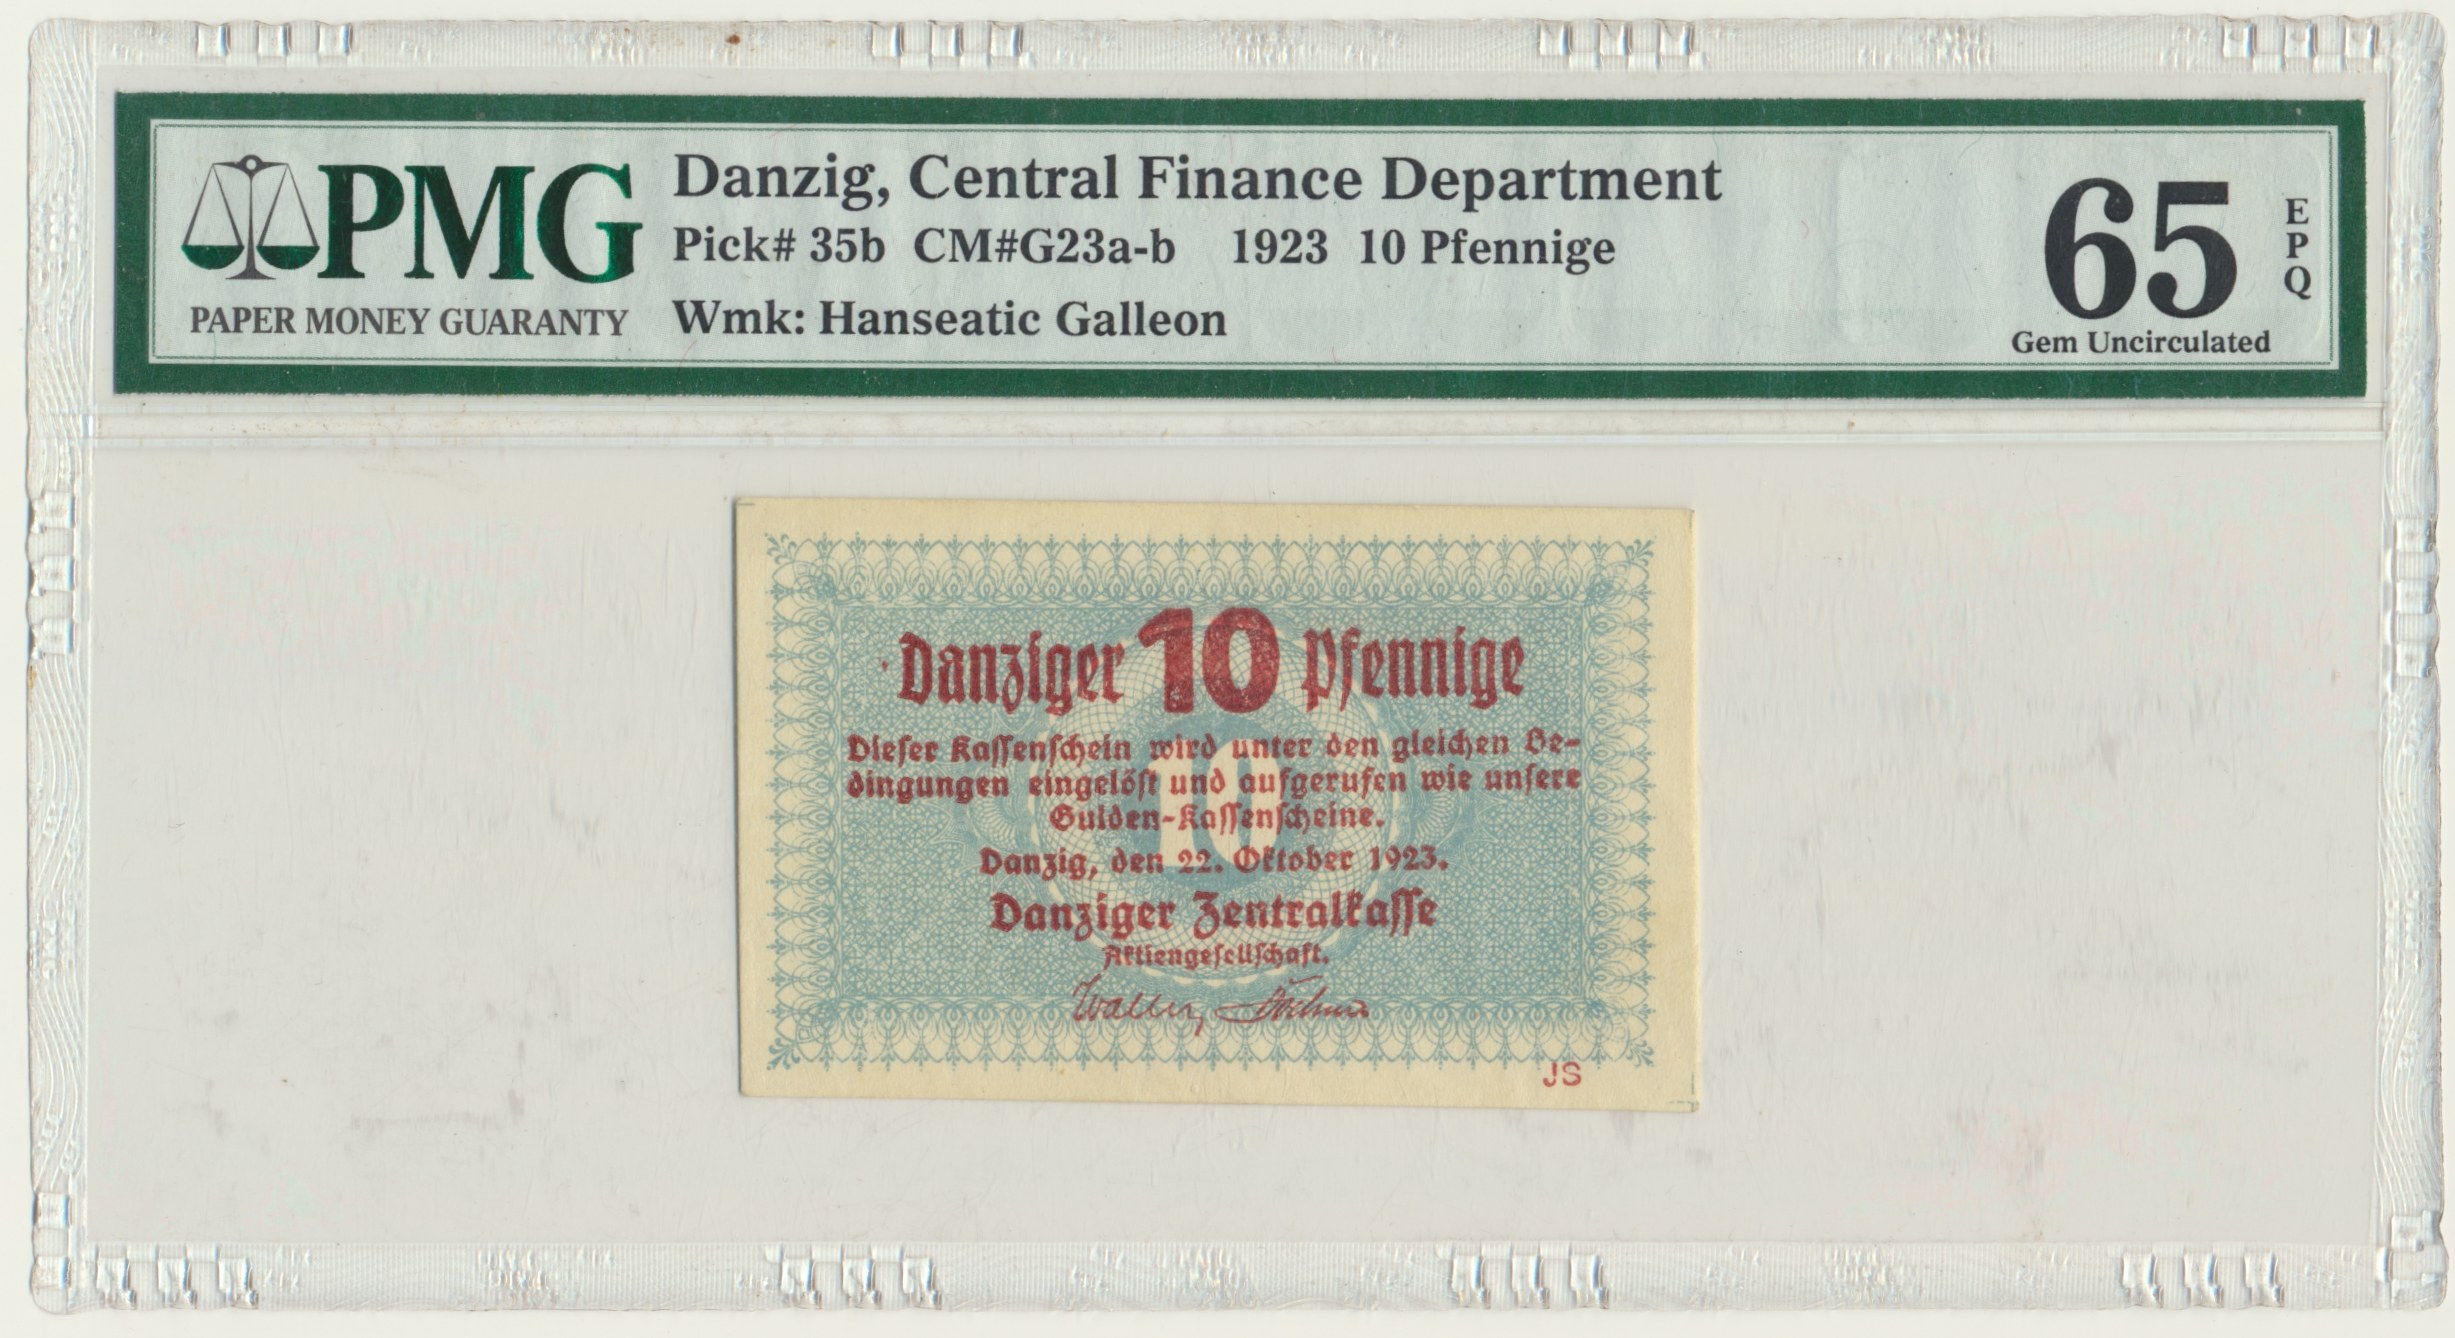 PMG
PAPER MONEY GUARANTY
Danzig, Central Finance Department
Pick# 35b CM#G23a-b 1923 10 Pfennige
Wmk: Hanseatic Galleon
65
EPQ
Gem Uncirculated
Danziger 10 Pfennige
10
Dieser Kassenschein wird unter den gleichen Be-
dingungen eingelöst und aufgerufen wie unsere
Gulden-Kassenscheine.
Danzig, den 22. Oktober 1923.
Danziger Zentralkasse
Aktiengesellschaft.
JS